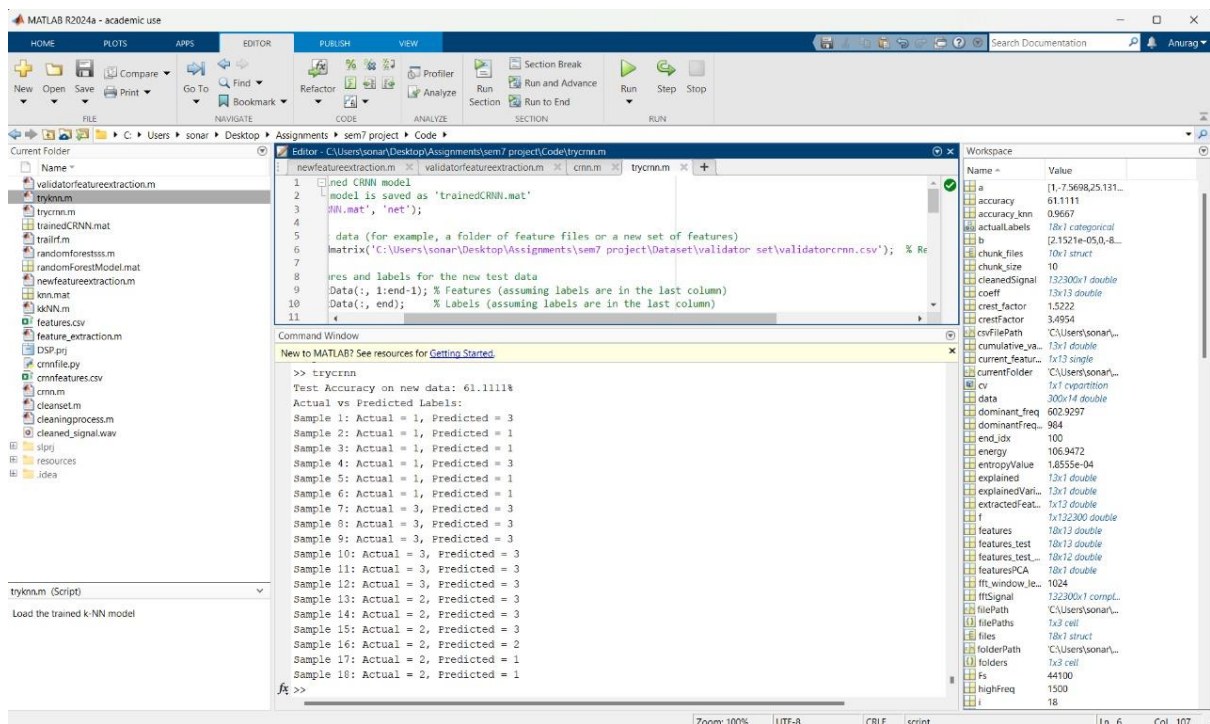 MATLAB R2024a - academic use
HOME PLOTS APPS EDITOR PUBLISH VIEW
Search Documentation Anurag
New Open Save Compare Print Go To Find Bookmark Refactor Profiler Analyze Run Section Section Break Run and Advance Run to End Run Step Stop
FILE NAVIGATE CODE ANALYZE SECTION RUN
C: Users sonar Desktop Assignments sem7 project Code
Current Folder
Name
validatorfeatureextraction.m
tryknn.m
trycrnn.m
trainedCRNN.mat
trailrf.m
randomforestsss.m
randomForestModel.mat
newfeatureextraction.m
knn.mat
kkNN.m
features.csv
feature_extraction.m
DSP.prj
crnnfile.py
crnnfeatures.csv
crnn.m
cleanset.m
cleaningprocess.m
cleaned_signal.wav
slprj
resources
.idea
tryknn.m (Script)
Load the trained k-NN model
Editor - C:\Users\sonar\Desktop\Assignments\sem7 project\Code\trycrnn.m
newfeatureextraction.m validatorfeatureextraction.m crnn.m trycrnn.m
1 ined CRNN model
2 model is saved as 'trainedCRNN.mat'
3 NN.mat', 'net');
4
5 : data (for example, a folder of feature files or a new set of features)
6 dmatrix('C:\Users\sonar\Desktop\Assignments\sem7 project\Dataset\validator set\validatorcrnn.csv'); % Re
7
8 ures and labels for the new test data
9 Data(:, 1:end-1); % Features (assuming labels are in the last column)
10 Data(:, end); % Labels (assuming labels are in the last column)
11
Command Window
New to MATLAB? See resources for Getting Started.
>> trycrnn
Test Accuracy on new data: 61.1111%
Actual vs Predicted Labels:
Sample 1: Actual = 1, Predicted = 3
Sample 2: Actual = 1, Predicted = 1
Sample 3: Actual = 1, Predicted = 1
Sample 4: Actual = 1, Predicted = 3
Sample 5: Actual = 1, Predicted = 1
Sample 6: Actual = 1, Predicted = 1
Sample 7: Actual = 3, Predicted = 3
Sample 8: Actual = 3, Predicted = 3
Sample 9: Actual = 3, Predicted = 3
Sample 10: Actual = 3, Predicted = 3
Sample 11: Actual = 3, Predicted = 3
Sample 12: Actual = 3, Predicted = 3
Sample 13: Actual = 2, Predicted = 3
Sample 14: Actual = 2, Predicted = 3
Sample 15: Actual = 2, Predicted = 3
Sample 16: Actual = 2, Predicted = 2
Sample 17: Actual = 2, Predicted = 1
Sample 18: Actual = 2, Predicted = 1
fx >>
Workspace
Name Value
a [1,-7.5698,25.131...
accuracy 61.1111
accuracy_knn 0.9667
actualLabels 18x1 categorical
b [2.1521e-05,0,-8....
chunk_files 10x1 struct
chunk_size 10
cleanedSignal 132300x1 double
coeff 13x13 double
crest_factor 1.5222
crestFactor 3.4954
csvFilePath 'C:\Users\sonar\...
cumulative_va... 13x1 double
current_featur... 1x13 single
currentFolder 'C:\Users\sonar\...
cv 1x1 cvpartition
data 300x14 double
dominant_freq 602.9297
dominantFreq... 984
end_idx 100
energy 106.9472
entropyValue 1.8555e-04
explained 13x1 double
explainedVari... 13x1 double
extractedFeat... 1x13 double
f 1x132300 double
features 18x13 double
features_test 18x13 double
features_test_... 18x12 double
featuresPCA 18x1 double
fft_window_le... 1024
fftSignal 132300x1 compl...
filePath 'C:\Users\sonar\...
filePaths 1x3 cell
files 18x1 struct
folderPath 'C:\Users\sonar\...
folders 1x3 cell
Fs 44100
highFreq 1500
i 18
Zoom: 100% UTF-8 CRLF script Ln 6 Col 107